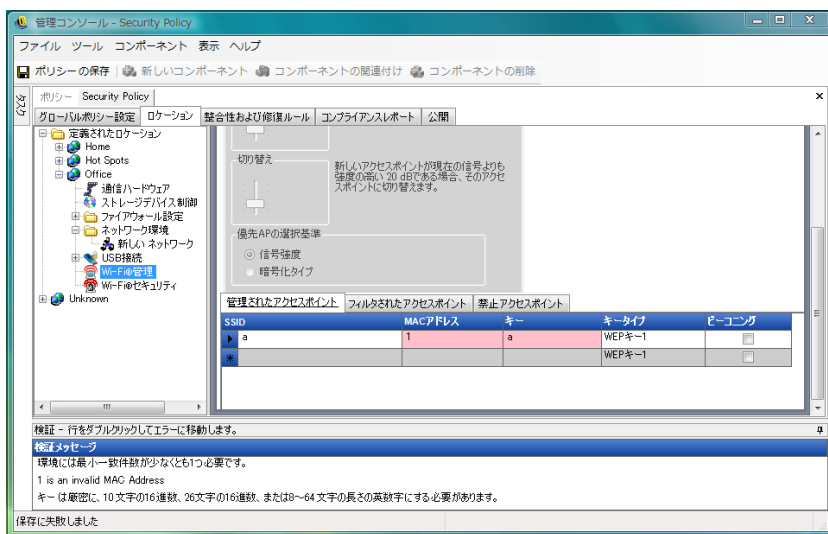 管理コンソール - Security Policy
ファイル ツール コンポーネント 表示 ヘルプ
ポリシーの保存 新しいコンポーネント コンポーネントの関連付け コンポーネントの削除
タスク
ポリシー Security Policy
グローバルポリシー設定 ロケーション 整合性および修復ルール コンプライアンスレポート 公開
定義されたロケーション
Home
Hot Spots
Office
通信ハードウェア
ストレージデバイス制御
ファイアウォール設定
ネットワーク環境
新しい ネットワーク
USB接続
Wi-Fi®管理
Wi-Fi®セキュリティ
Unknown
切り替え
新しいアクセスポイントが現在の信号よりも
強度の高い 20 dBである場合、そのアクセ
スポイントに切り替えます。
優先APの選択基準
信号強度
暗号化タイプ
管理されたアクセスポイント フィルタされたアクセスポイント 禁止アクセスポイント
SSID MACアドレス キー キータイプ ビーコニング
a 1 a WEPキー1
WEPキー1
検証 - 行をダブルクリックしてエラーに移動します。
検証メッセージ
環境には最小一致件数が少なくとも1つ必要です。
1 is an invalid MAC Address
キー は厳密に、10 文字の16進数、26文字の16進数、または8～64 文字の長さの英数字にする必要があります。
保存に失敗しました